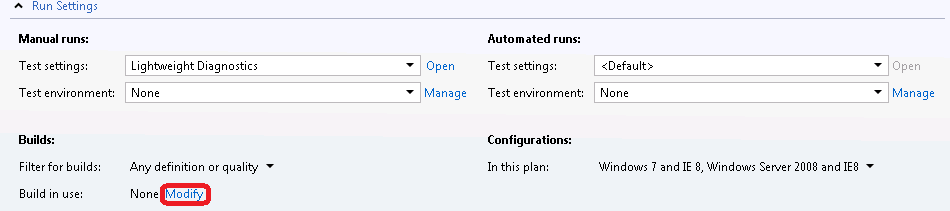 Run Settings
Manual runs:
Automated runs:
Test settings: Lightweight Diagnostics Open
Test settings: <Default> Open
Test environment: None Manage
Test environment: None Manage
Builds:
Configurations:
Filter for builds: Any definition or quality
In this plan: Windows 7 and IE 8, Windows Server 2008 and IE8
Build in use: None Modify